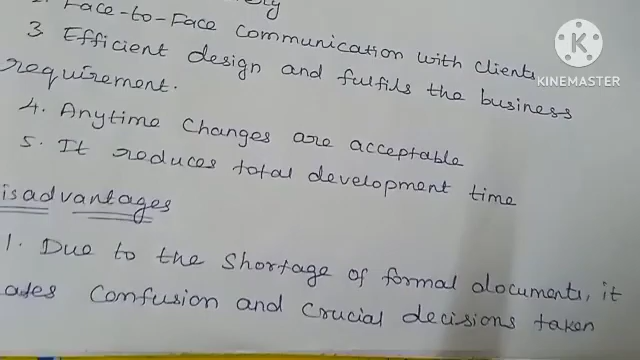 2. Face-to-Face communication with clients
3. Efficient design and fulfils the business
requirement.
4. Anytime changes are acceptable
5. It reduces total development time
isadvantages
1. Due to the shortage of formal documents, it
ates confusion and crucial decisions taken
KINEMASTER